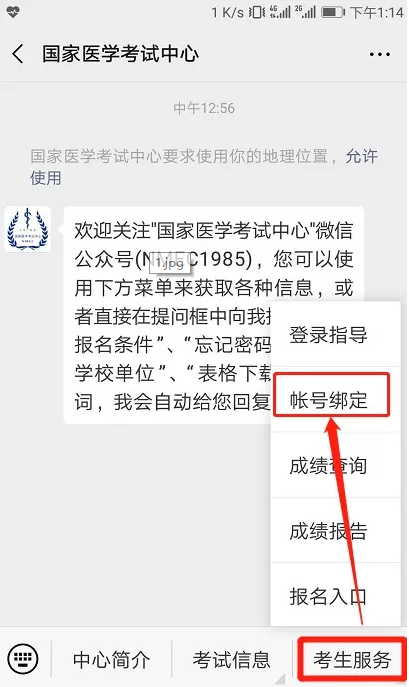 1 K/s 4G 2G 下午1:14
国家医学考试中心
中午12:56
国家医学考试中心要求使用你的地理位置，允许
使用
欢迎关注"国家医学考试中心"微信
公众号(NMEC1985)，您可以使
1.jpg
用下方菜单来获取各种信息，或
者直接在提问框中向我
报名条件”、“忘记密码
学校单位”、“表格下载
词，我会自动给您回复
NMEC
登录指导
帐号绑定
成绩查询
成绩报告
报名入口
中心简介
考试信息
考生服务